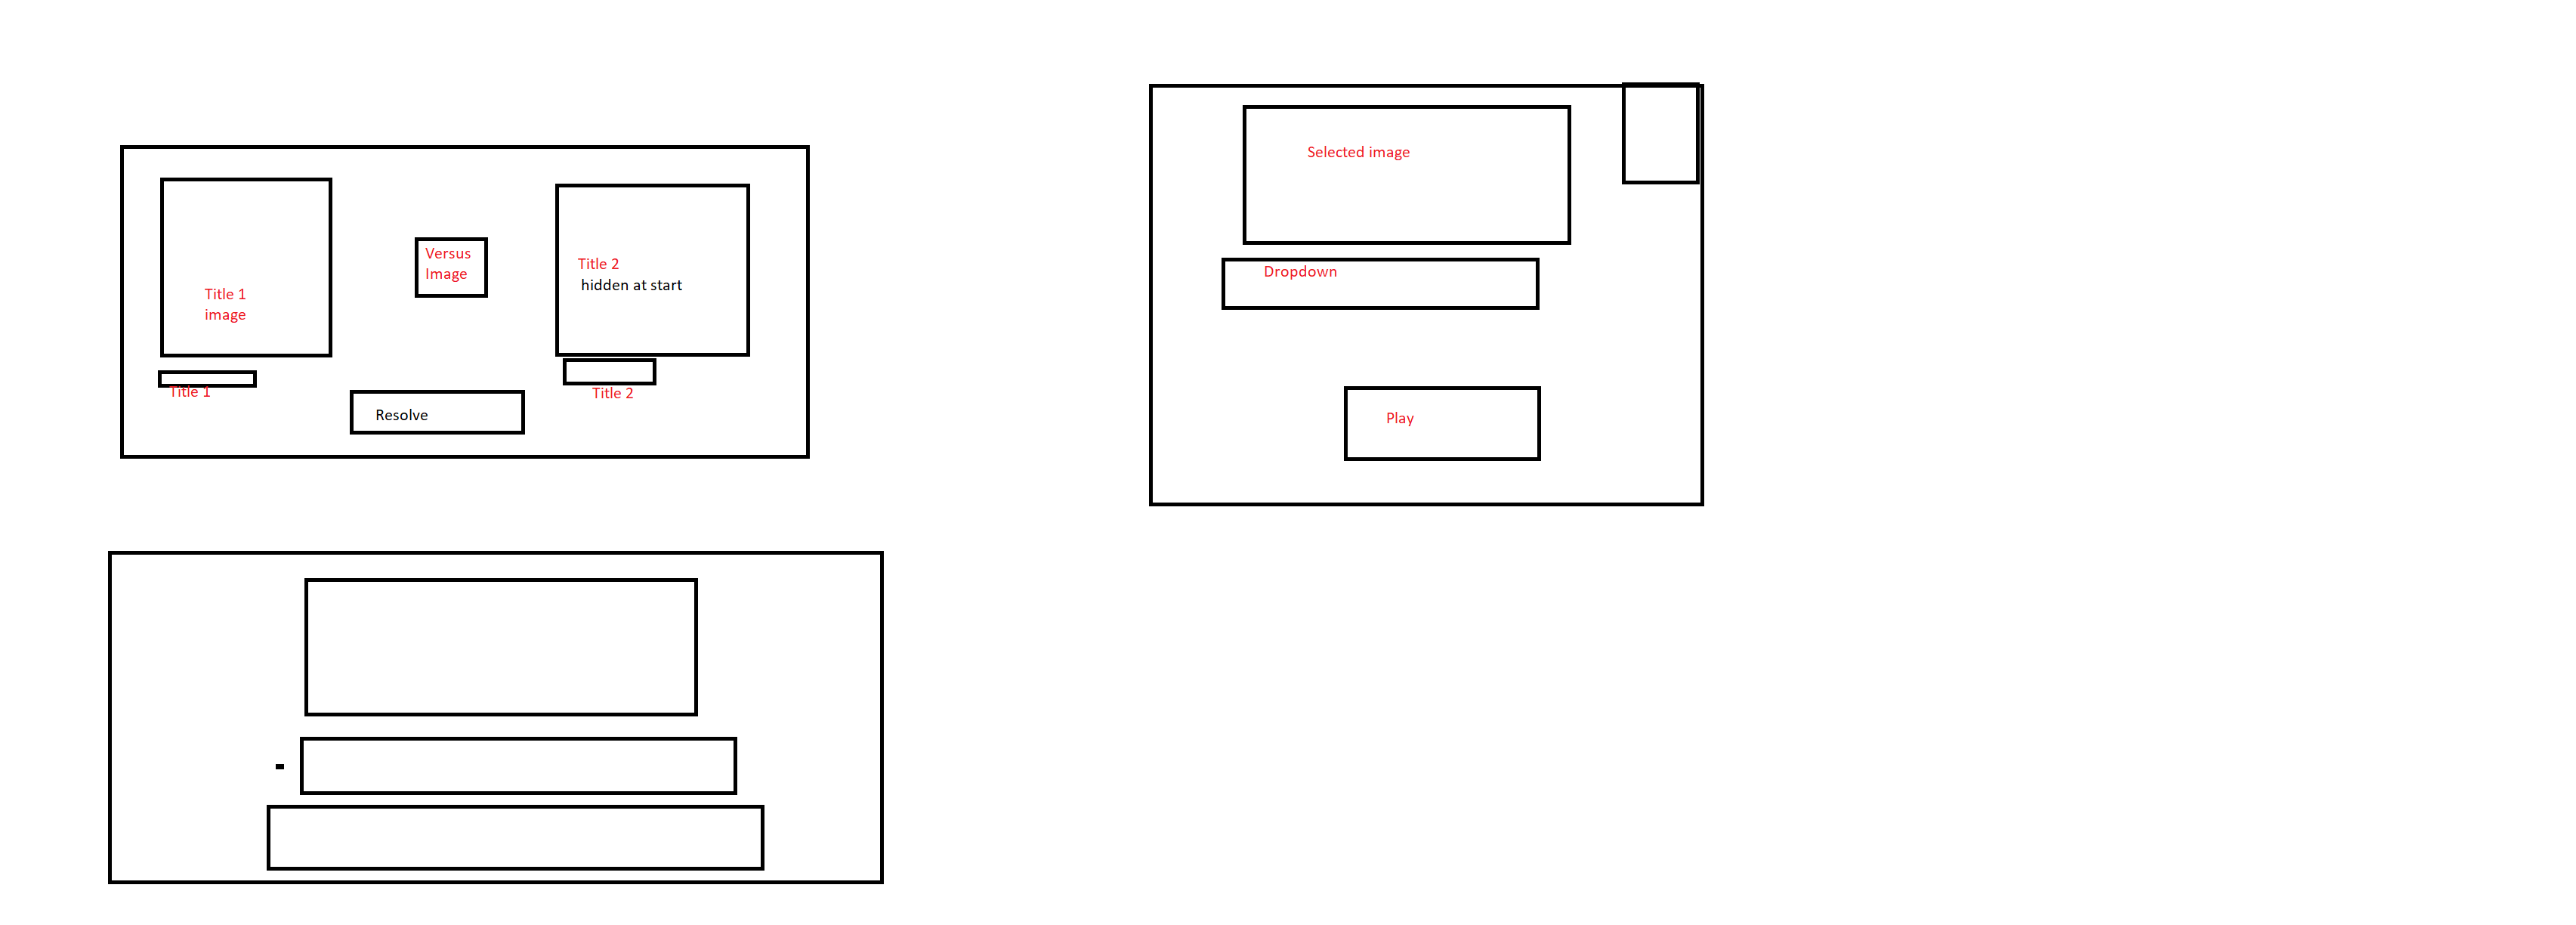 Title 1
image
Title 1
Versus
Image
Title 2
hidden at start
Title 2
Resolve
Selected image
Dropdown
Play